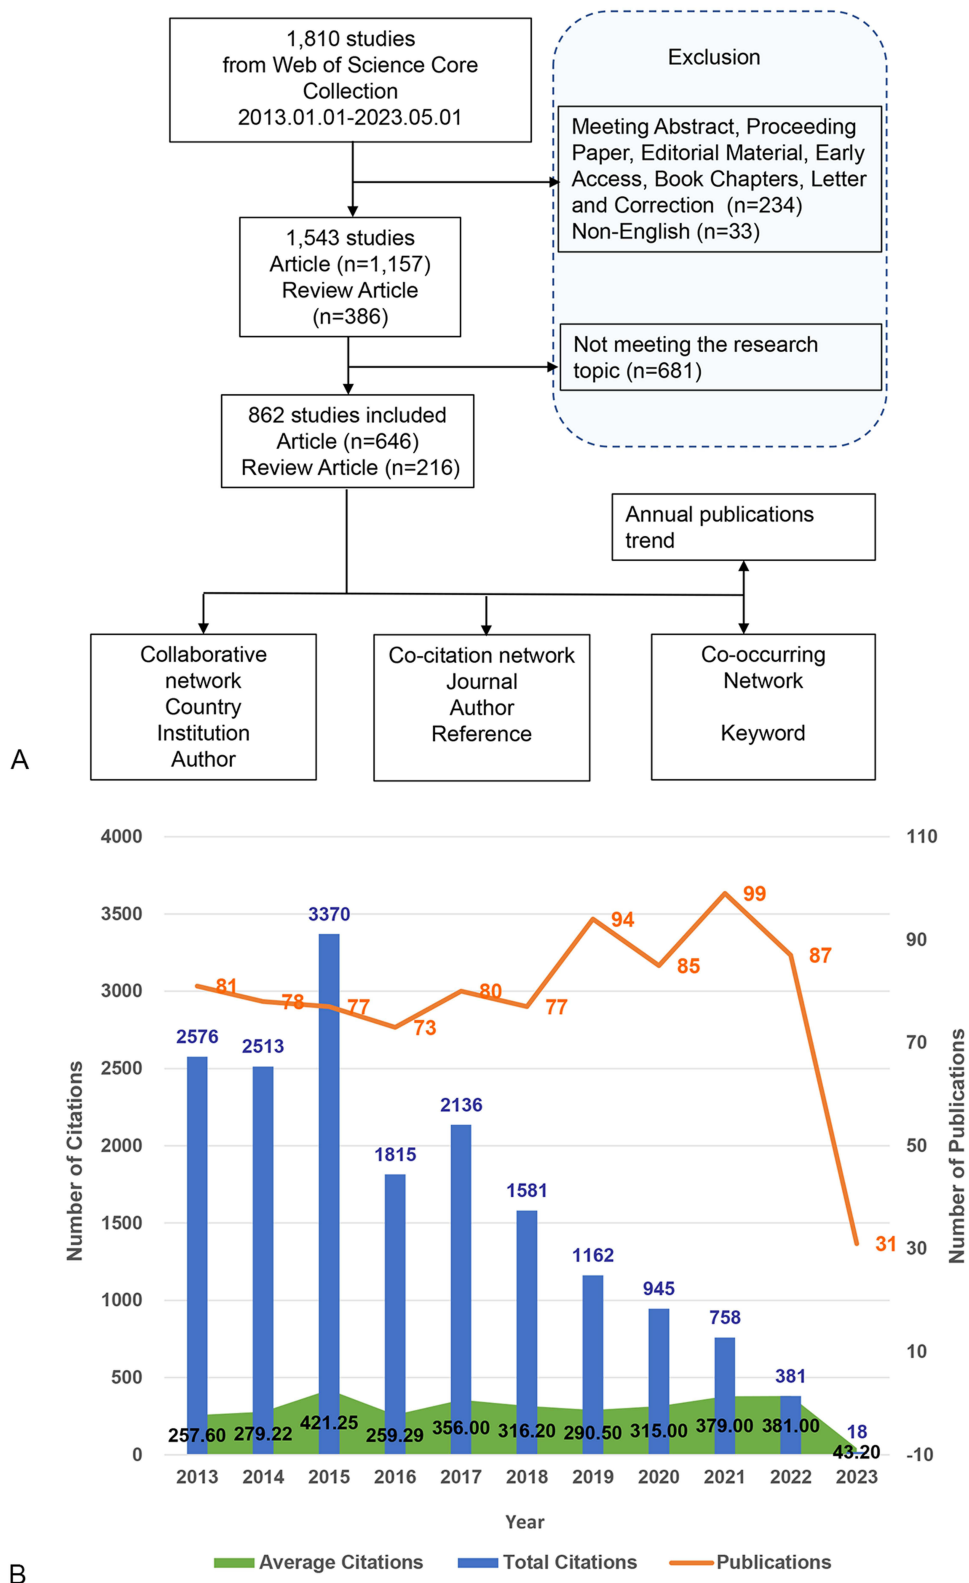 1,810 studies
from Web of Science Core
Collection
2013.01.01-2023.05.01
Exclusion
Meeting Abstract, Proceeding
Paper, Editorial Material, Early
Access, Book Chapters, Letter
and Correction (n=234)
Non-English (n=33)
1,543 studies
Article (n=1,157)
Review Article
(n=386)
Not meeting the research
topic (n=681)
862 studies included
Article (n=646)
Review Article (n=216)
Annual publications
trend
Collaborative
network
Country
Institution
Author
Co-citation network
Journal
Author
Reference
Co-occurring
Network
Keyword
A
4000
3500
3000
2500
2000
1500
1000
500
0
Number of Citations
110
90
70
50
30
10
-10
Number of Publications
81
78
77
73
80
77
94
85
99
87
31
2576
2513
3370
1815
2136
1581
1162
945
758
381
18
257.60
279.22
421.25
259.29
356.00
316.20
290.50
315.00
379.00
381.00
43.20
2013
2014
2015
2016
2017
2018
2019
2020
2021
2022
2023
Year
Average Citations
Total Citations
Publications
B